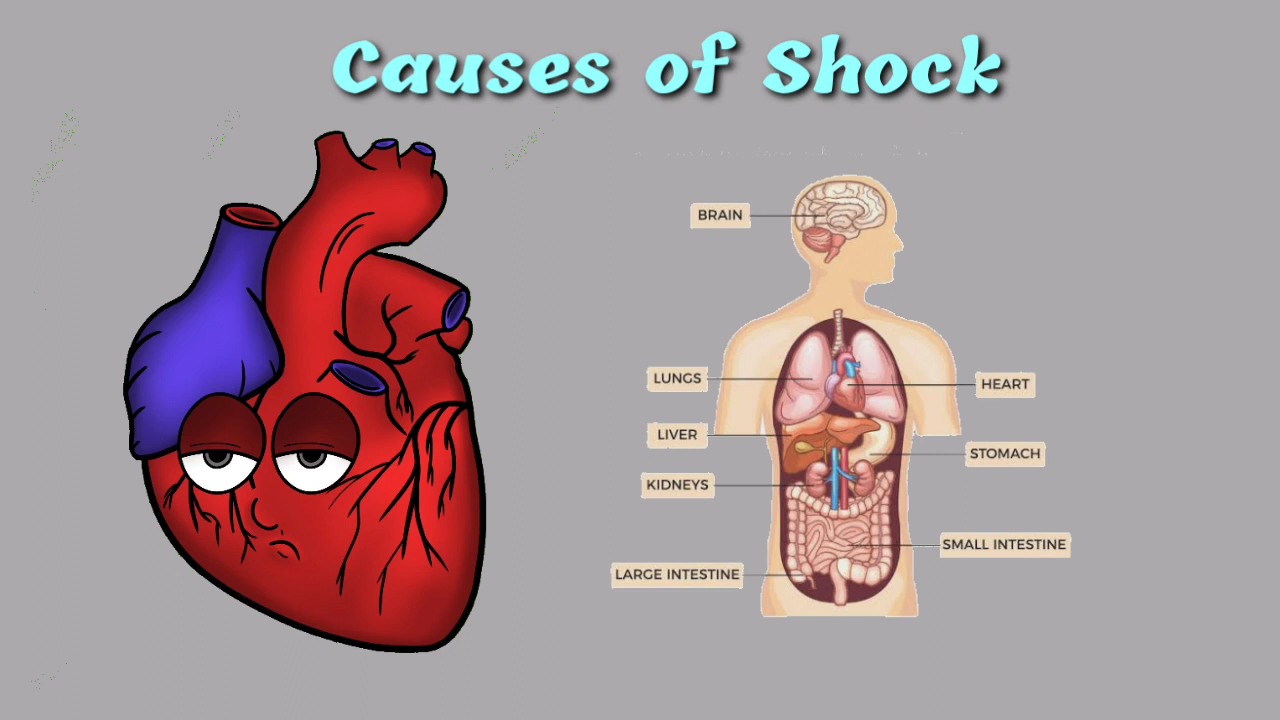 Causes of Shock
BRAIN
LUNGS
HEART
LIVER
STOMACH
KIDNEYS
SMALL INTESTINE
LARGE INTESTINE